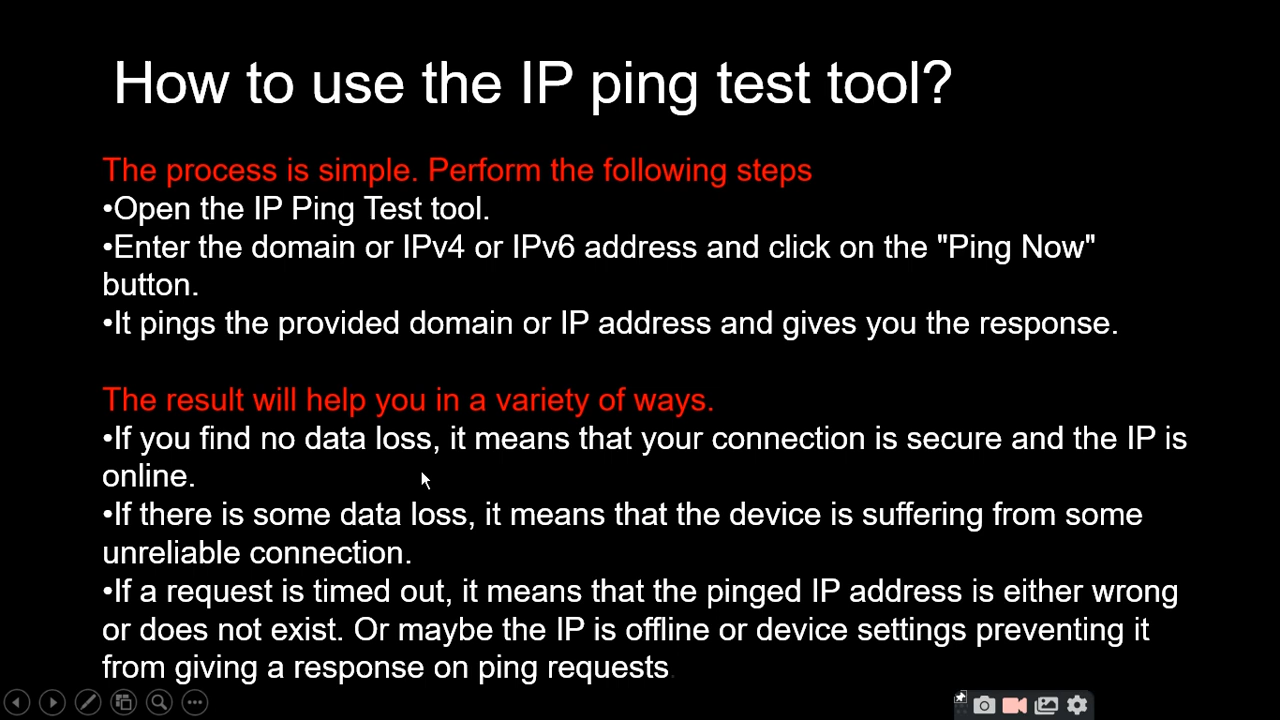 How to use the IP ping test tool?
The process is simple. Perform the following steps
•Open the IP Ping Test tool.
•Enter the domain or IPv4 or IPv6 address and click on the "Ping Now"
button.
•It pings the provided domain or IP address and gives you the response.
The result will help you in a variety of ways.
•If you find no data loss, it means that your connection is secure and the IP is
online.
•If there is some data loss, it means that the device is suffering from some
unreliable connection.
•If a request is timed out, it means that the pinged IP address is either wrong
or does not exist. Or maybe the IP is offline or device settings preventing it
from giving a response on ping requests.